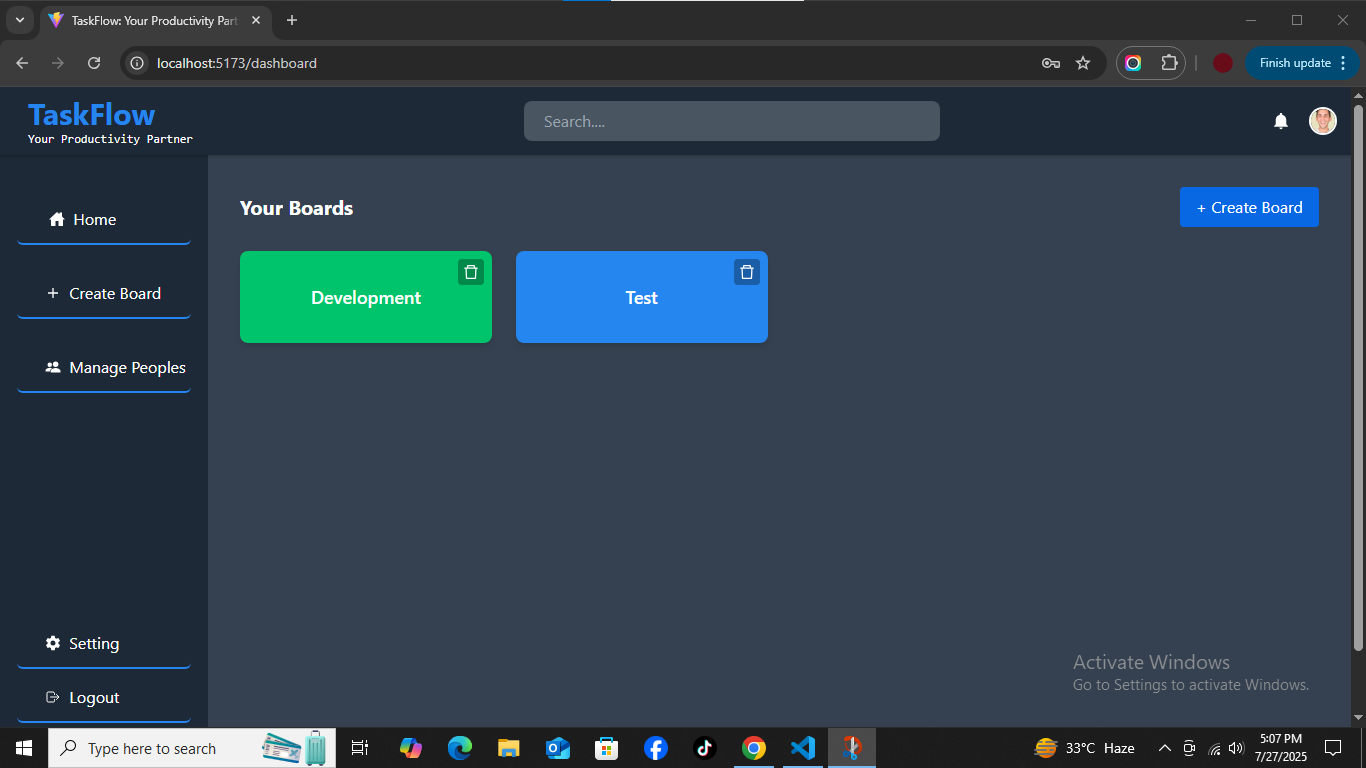 TaskFlow: Your Productivity Part
localhost:5173/dashboard
Finish update
TaskFlow
Your Productivity Partner
Search....
Home
+ Create Board
Manage Peoples
Setting
Logout
Your Boards
+ Create Board
Development
Test
Activate Windows
Go to Settings to activate Windows.
Type here to search
33°C Haze
5:07 PM
7/27/2025